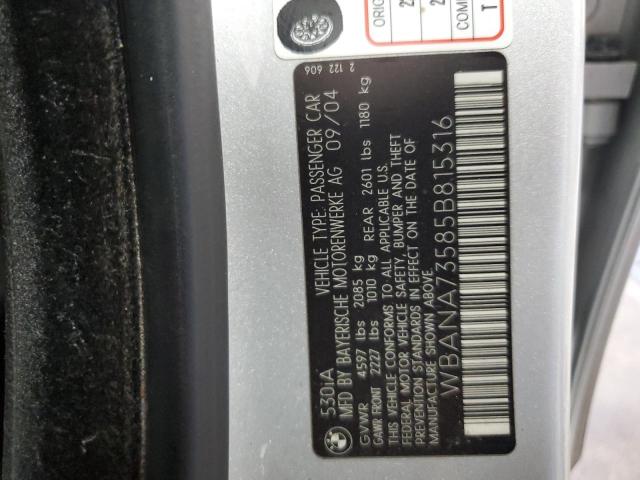 530iA
VEHICLE TYPE: PASSENGER CAR
MFD BY BAYERISCHE MOTORENWERKE AG 09/04
GVWR 4597 lbs 2085 kg
GAWR FRONT 2227 lbs 1010 kg REAR 2601 lbs 1180 kg
THIS VEHICLE CONFORMS TO ALL APPLICABLE U.S.
FEDERAL MOTOR VEHICLE SAFETY, BUMPER AND THEFT
PREVENTION STANDARDS IN EFFECT ON THE DATE OF
MANUFACTURE SHOWN ABOVE.
WBANA73585B815316
2 122 606